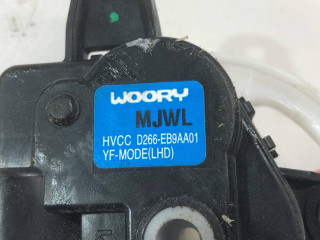 WOORY
MJWL
HVCC D266-EB9AA01
YF-MODE(LHD)